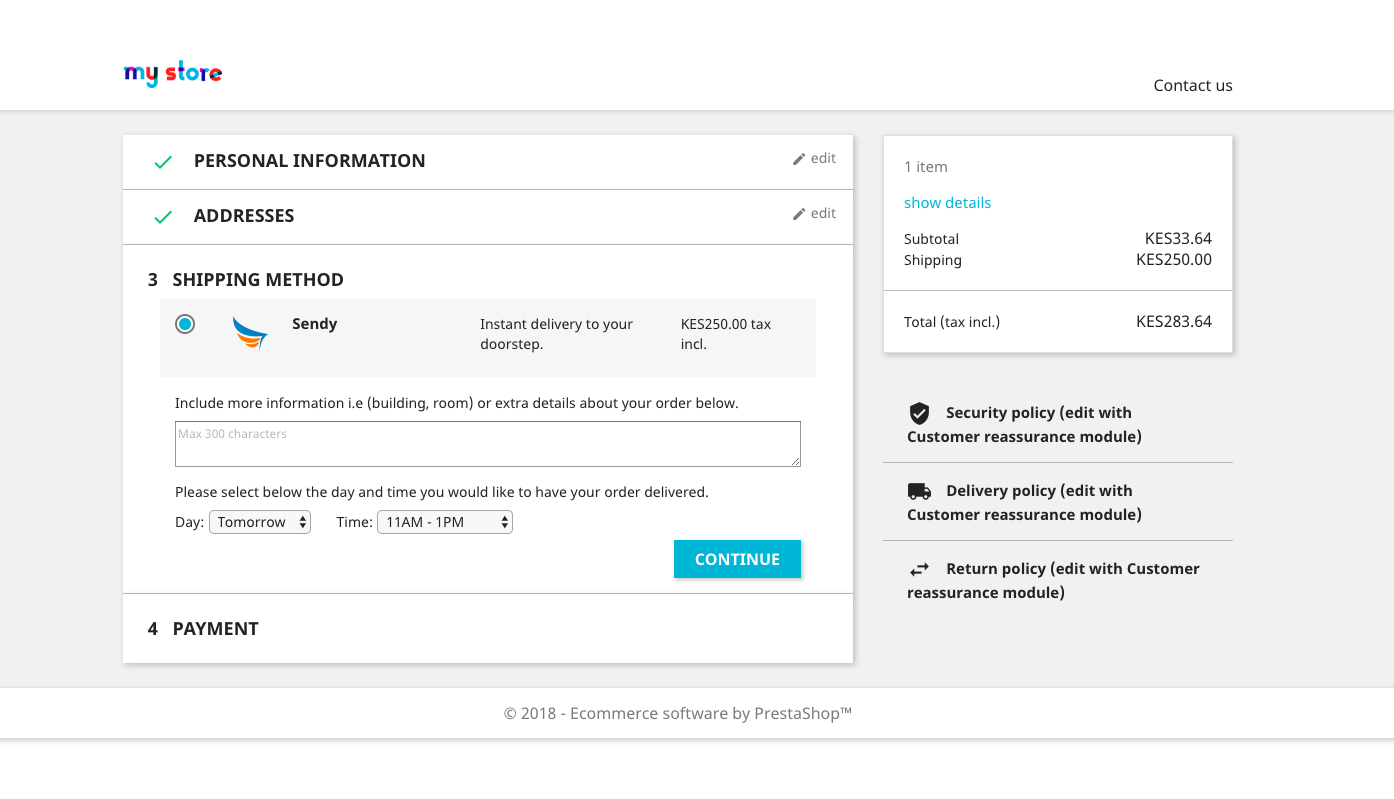 my store
Contact us
PERSONAL INFORMATION
edit
ADDRESSES
edit
3 SHIPPING METHOD
Sendy
Instant delivery to your
doorstep.
KES250.00 tax
incl.
Include more information i.e (building, room) or extra details about your order below.
Max 300 characters
Please select below the day and time you would like to have your order delivered.
Day: Tomorrow Time: 11AM - 1PM
CONTINUE
4 PAYMENT
1 item
show details
Subtotal KES33.64
Shipping KES250.00
Total (tax incl.) KES283.64
Security policy (edit with
Customer reassurance module)
Delivery policy (edit with
Customer reassurance module)
Return policy (edit with Customer
reassurance module)
© 2018 - Ecommerce software by PrestaShop™